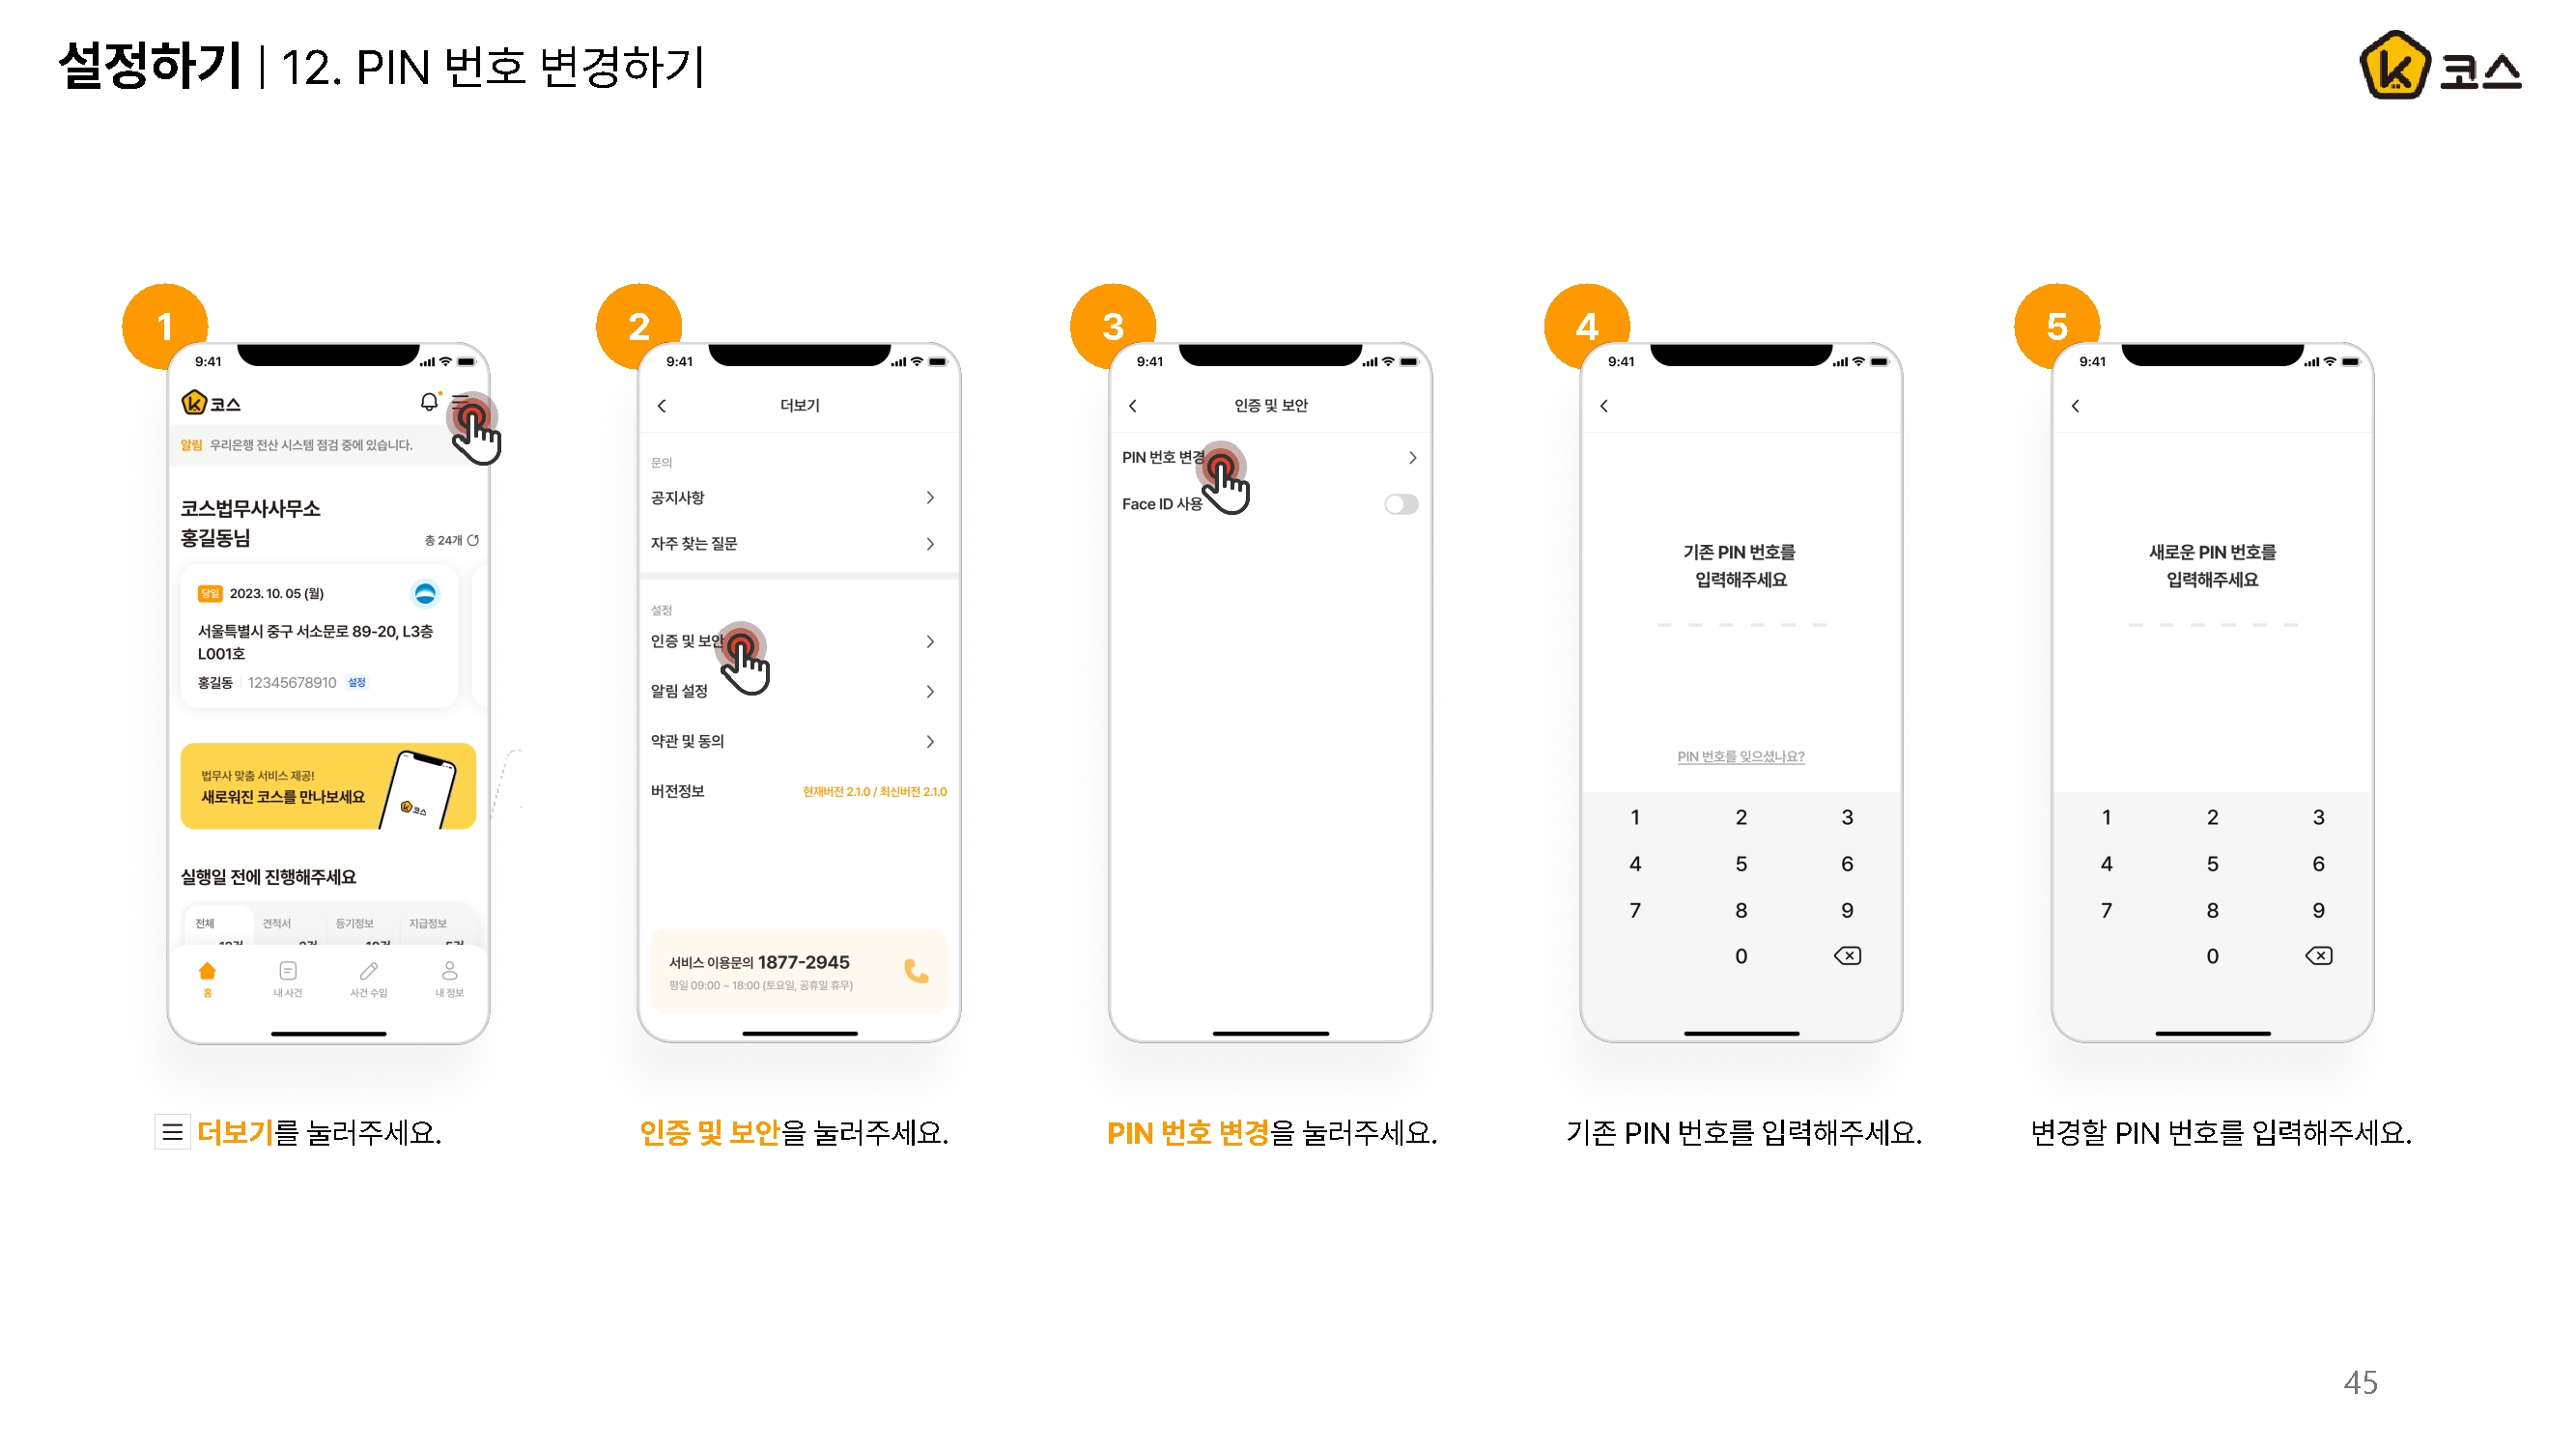 설정하기 | 12. PIN 번호 변경하기
코스
1
9:41
코스
알림 우리은행 전산 시스템 점검 중에 있습니다.
코스법무사사무소
홍길동님
총 24개
당일 2023. 10. 05 (월)
서울특별시 중구 서소문로 89-20, L3층
L001호
홍길동 | 12345678910 설정
법무사 맞춤 서비스 제공!
새로워진 코스를 만나보세요
코스
실행일 전에 진행해주세요
전체 견적서 등기정보 지급정보
홈 내 사건 사건 수임 내 정보
더보기를 눌러주세요.
2
9:41
더보기
문의
공지사항
자주 찾는 질문
설정
인증 및 보안
알림 설정
약관 및 동의
버전정보 현재버전 2.1.0 / 최신버전 2.1.0
서비스 이용문의 1877-2945
평일 09:00 ~ 18:00 (토요일, 공휴일 휴무)
인증 및 보안을 눌러주세요.
3
9:41
인증 및 보안
PIN 번호 변경
Face ID 사용
PIN 번호 변경을 눌러주세요.
4
9:41
기존 PIN 번호를
입력해주세요
PIN 번호를 잊으셨나요?
1 2 3
4 5 6
7 8 9
0
기존 PIN 번호를 입력해주세요.
5
9:41
새로운 PIN 번호를
입력해주세요
1 2 3
4 5 6
7 8 9
0
변경할 PIN 번호를 입력해주세요.
45